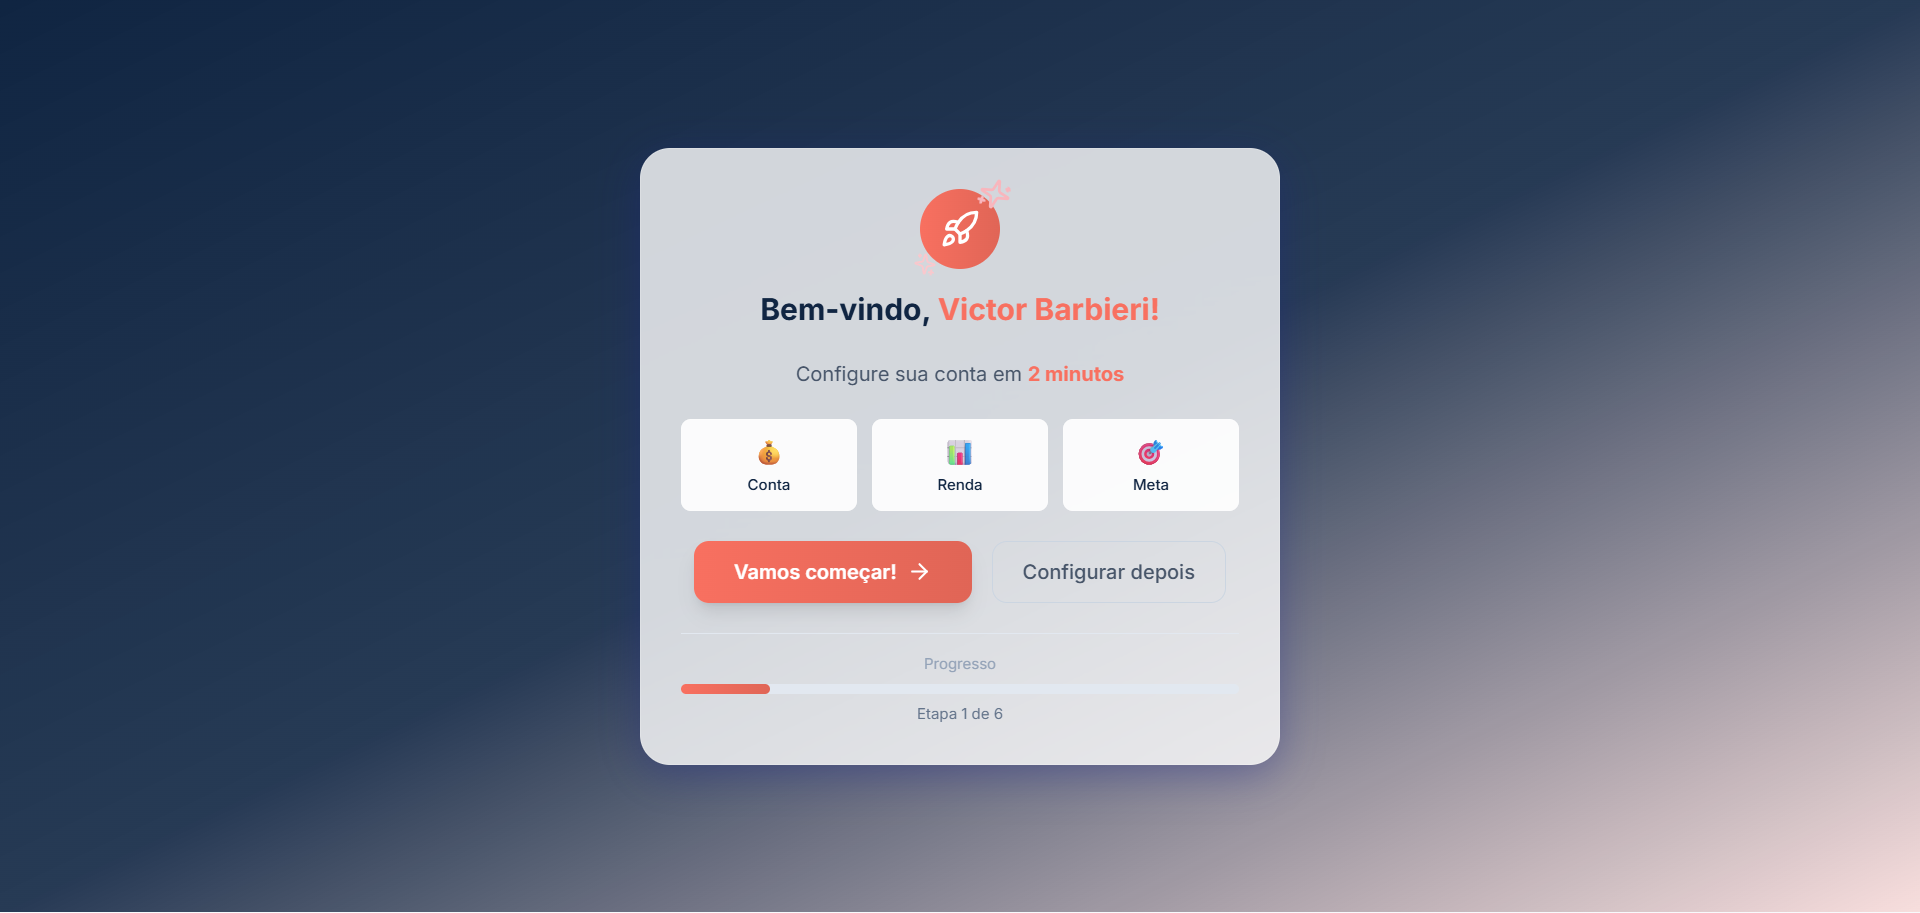 Bem-vindo, Victor Barbieri!
Configure sua conta em 2 minutos
Conta
Renda
Meta
Vamos começar!
Configurar depois
Progresso
Etapa 1 de 6